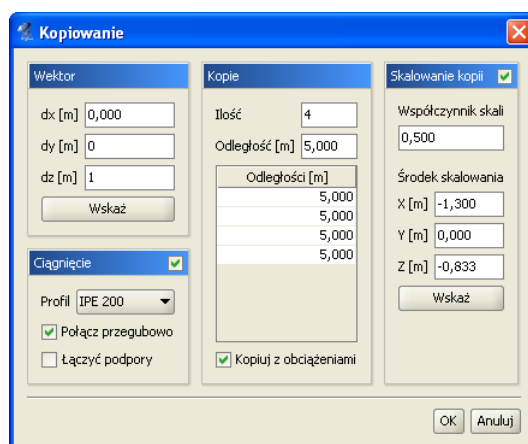 Kopiowanie
Wektor
dx [m] 0,000
dy [m] 0
dz [m] 1
Wskaż
Ciągnięcie
Profil IPE 200
Połącz przegubowo
Łączyć podpory
Kopie
Ilość 4
Odległość [m] 5,000
Odległości [m]
5,000
5,000
5,000
5,000
Kopiuj z obciążeniami
Skalowanie kopii
Współczynnik skali
0,500
Środek skalowania
X [m] -1,300
Y [m] 0,000
Z [m] -0,833
Wskaż
OK Anuluj